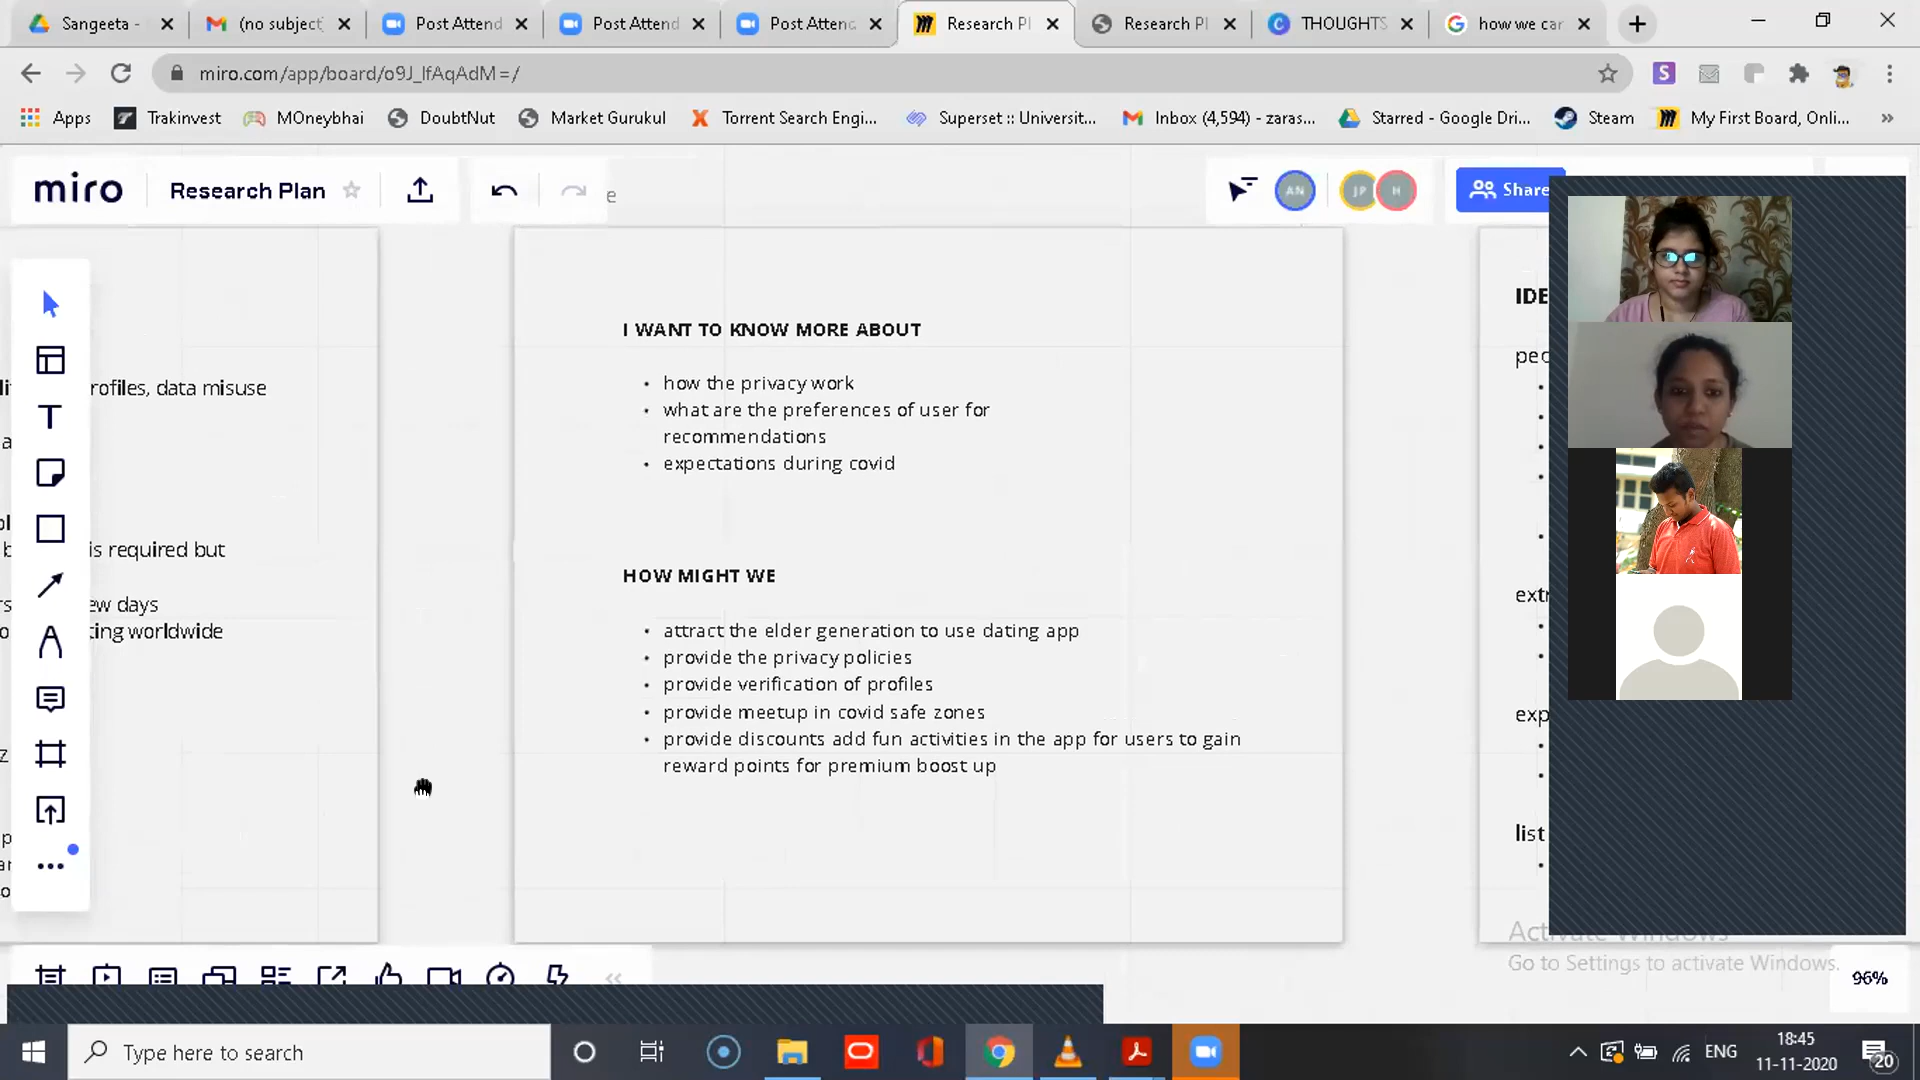 Sangeeta -
(no subject
Post Attend
Post Attend
Post Attend
Research Pl
Research Pl
THOUGHTS
how we car
miro.com/app/board/o9J_lfAqAdM=/
Apps
Trakinvest
MOneybhai
DoubtNut
Market Gurukul
Torrent Search Engi...
Superset :: Universit...
Inbox (4,594) - zaras...
Starred - Google Dri...
Steam
My First Board, Onli...
»
miro
Research Plan
e
AN
JP
H
Share
rofiles, data misuse
is required but
ew days
ting worldwide
I WANT TO KNOW MORE ABOUT
• how the privacy work
• what are the preferences of user for
recommendations
• expectations during covid
HOW MIGHT WE
• attract the elder generation to use dating app
• provide the privacy policies
• provide verification of profiles
• provide meetup in covid safe zones
• provide discounts add fun activities in the app for users to gain
reward points for premium boost up
IDE
pec
ext
exp
list
Activate Windows
Go to Settings to activate Windows.
96%
Type here to search
ENG
18:45
11-11-2020
20